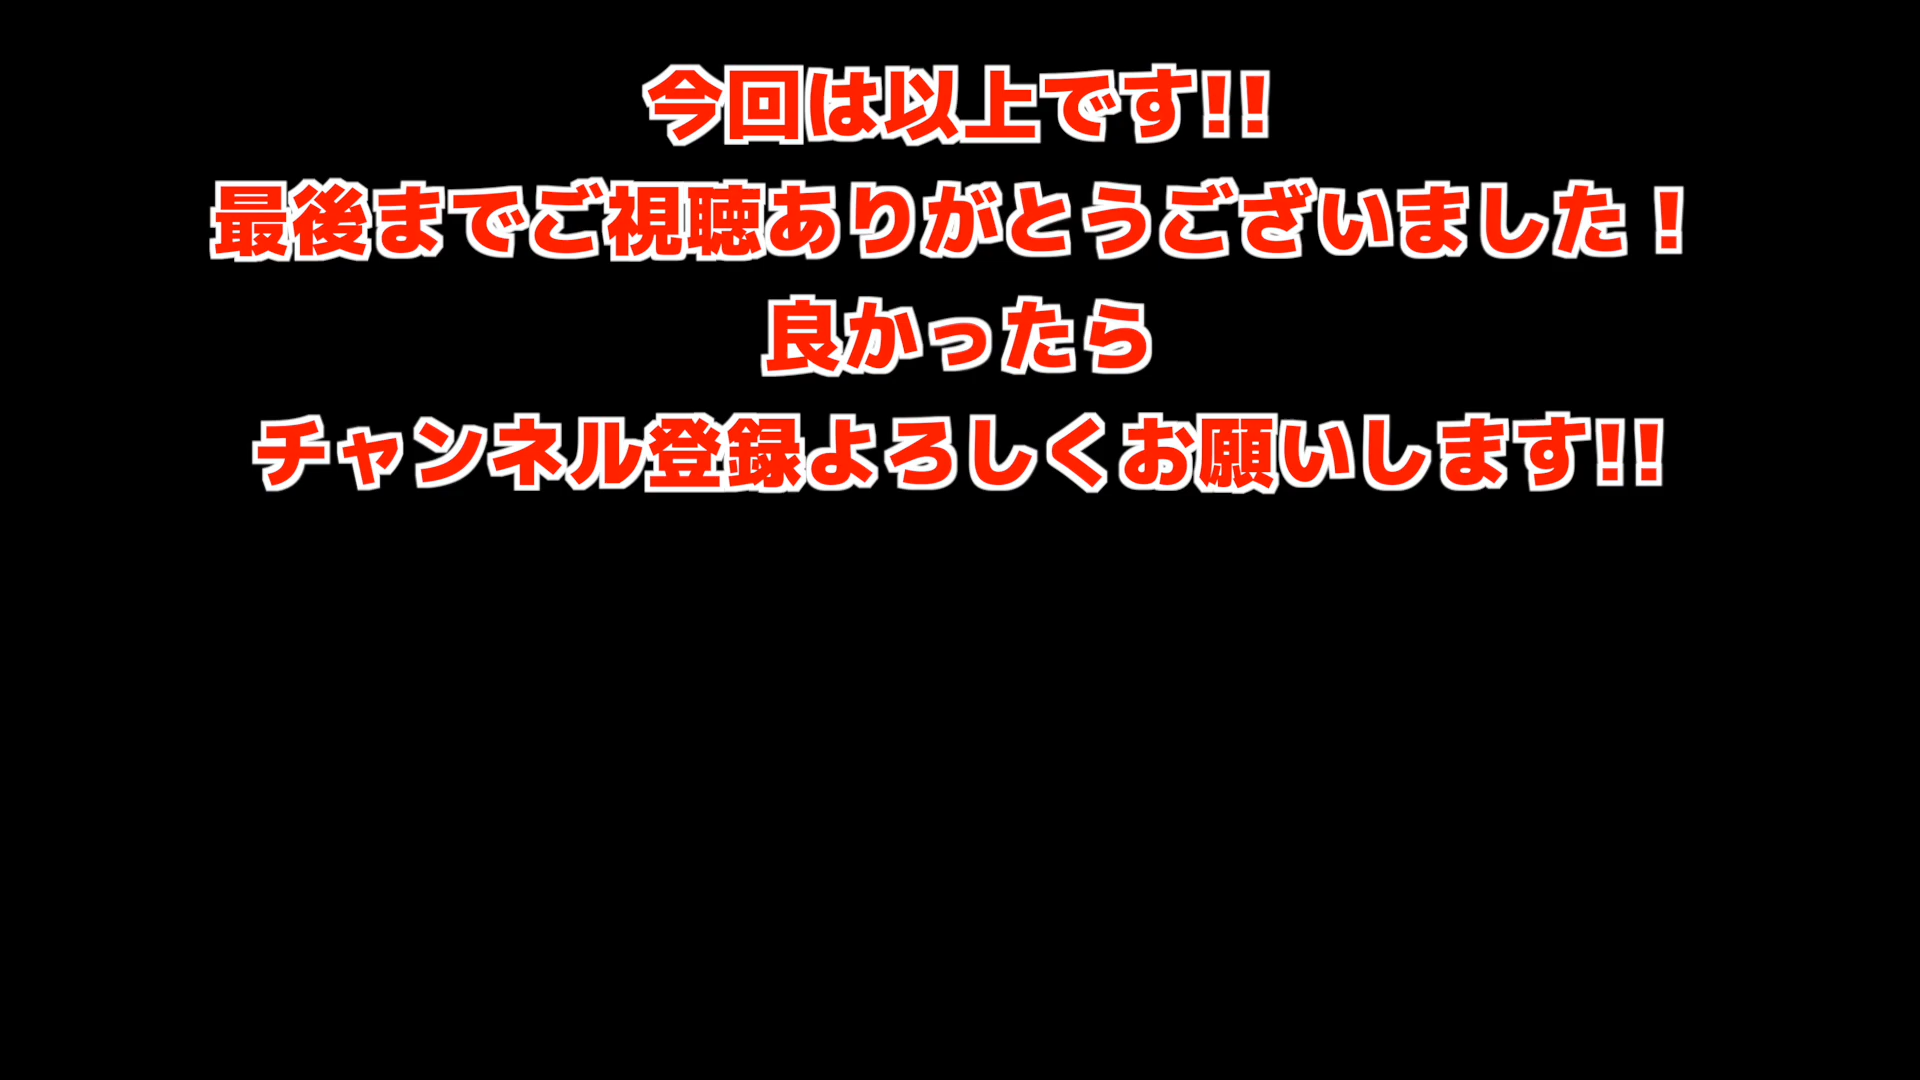 今回は以上です!!
最後までご視聴ありがとうございました！
良かったら
チャンネル登録よろしくお願いします!!